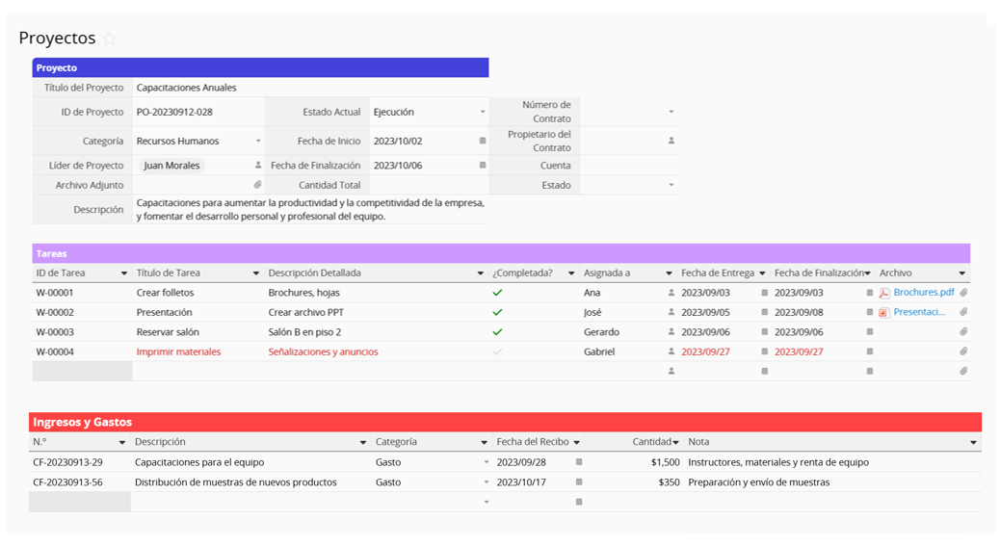 Proyectos
Proyecto
Título del Proyecto Capacitaciones Anuales
ID de Proyecto PO-20230912-028 Estado Actual Ejecución Número de Contrato
Categoría Recursos Humanos Fecha de Inicio 2023/10/02 Propietario del Contrato
Líder de Proyecto Juan Morales Fecha de Finalización 2023/10/06 Cuenta
Archivo Adjunto Cantidad Total Estado
Descripción Capacitaciones para aumentar la productividad y la competitividad de la empresa,
y fomentar el desarrollo personal y profesional del equipo.
Tareas
ID de Tarea Título de Tarea Descripción Detallada ¿Completada? Asignada a Fecha de Entrega Fecha de Finalización Archivo
W-00001 Crear folletos Brochures, hojas Ana 2023/09/03 2023/09/03 Brochures.pdf
W-00002 Presentación Crear archivo PPT José 2023/09/05 2023/09/08 Presentaci...
W-00003 Reservar salón Salón B en piso 2 Gerardo 2023/09/06 2023/09/06
W-00004 Imprimir materiales Señalizaciones y anuncios Gabriel 2023/09/27 2023/09/27
Ingresos y Gastos
N.° Descripción Categoría Fecha del Recibo Cantidad Nota
CF-20230913-29 Capacitaciones para el equipo Gasto 2023/09/28 $1,500 Instructores, materiales y renta de equipo
CF-20230913-56 Distribución de muestras de nuevos productos Gasto 2023/10/17 $350 Preparación y envío de muestras